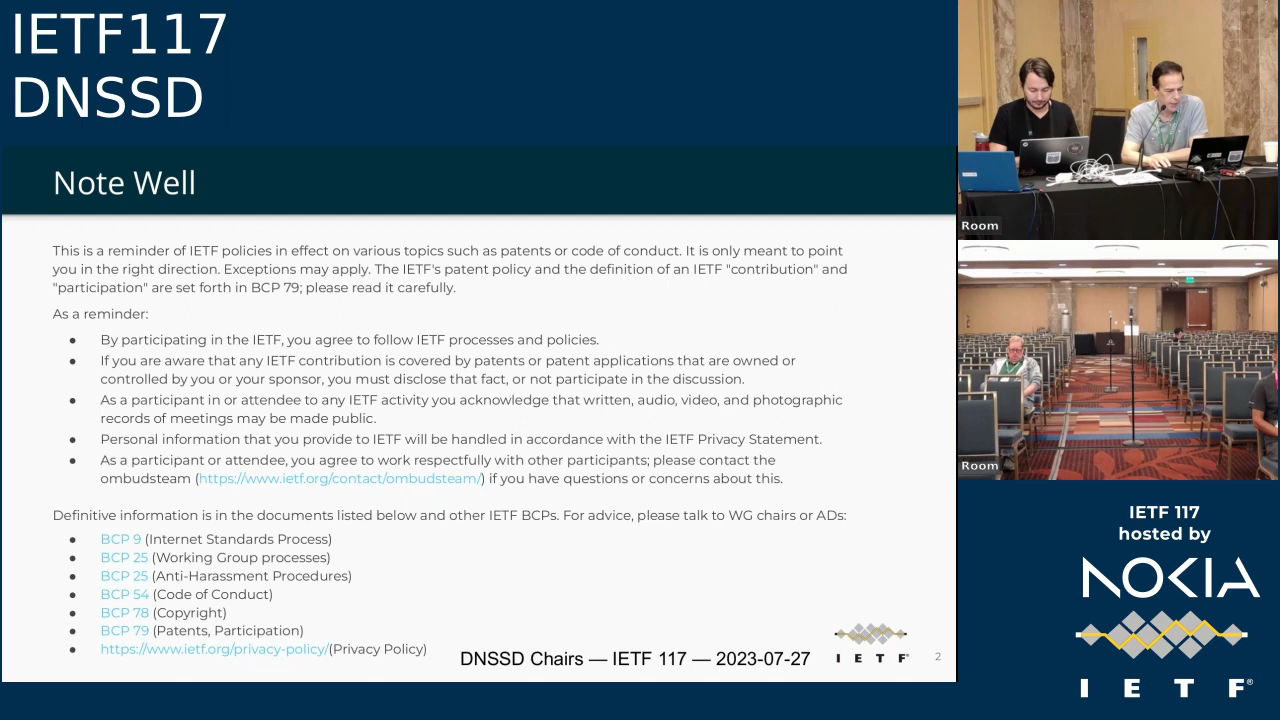 IETF117
DNSSD
Note Well
This is a reminder of IETF policies in effect on various topics such as patents or code of conduct. It is only meant to point
you in the right direction. Exceptions may apply. The IETF's patent policy and the definition of an IETF "contribution" and
"participation" are set forth in BCP 79; please read it carefully.
As a reminder:
● By participating in the IETF, you agree to follow IETF processes and policies.
● If you are aware that any IETF contribution is covered by patents or patent applications that are owned or
controlled by you or your sponsor, you must disclose that fact, or not participate in the discussion.
● As a participant in or attendee to any IETF activity you acknowledge that written, audio, video, and photographic
records of meetings may be made public.
● Personal information that you provide to IETF will be handled in accordance with the IETF Privacy Statement.
● As a participant or attendee, you agree to work respectfully with other participants; please contact the
ombudsteam (https://www.ietf.org/contact/ombudsteam/) if you have questions or concerns about this.
Definitive information is in the documents listed below and other IETF BCPs. For advice, please talk to WG chairs or ADs:
● BCP 9 (Internet Standards Process)
● BCP 25 (Working Group processes)
● BCP 25 (Anti-Harassment Procedures)
● BCP 54 (Code of Conduct)
● BCP 78 (Copyright)
● BCP 79 (Patents, Participation)
● https://www.ietf.org/privacy-policy/(Privacy Policy)
DNSSD Chairs — IETF 117 — 2023-07-27
I E T F®
2
Room
Room
IETF 117
hosted by
NOKIA
I E T F®